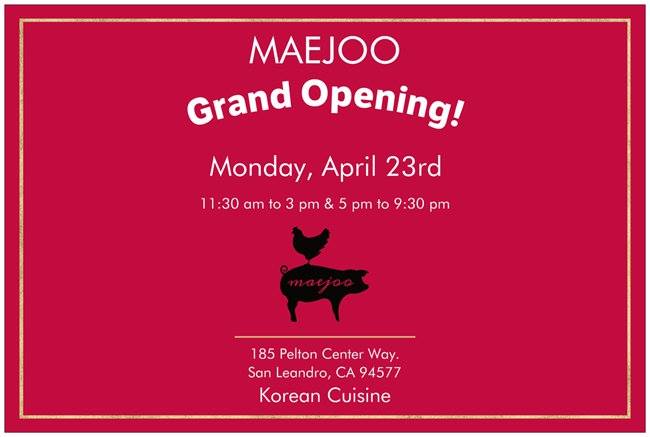 MAEJOO
Grand Opening!
Monday, April 23rd
11:30 am to 3 pm & 5 pm to 9:30 pm
maejoo
185 Pelton Center Way.
San Leandro, CA 94577
Korean Cuisine